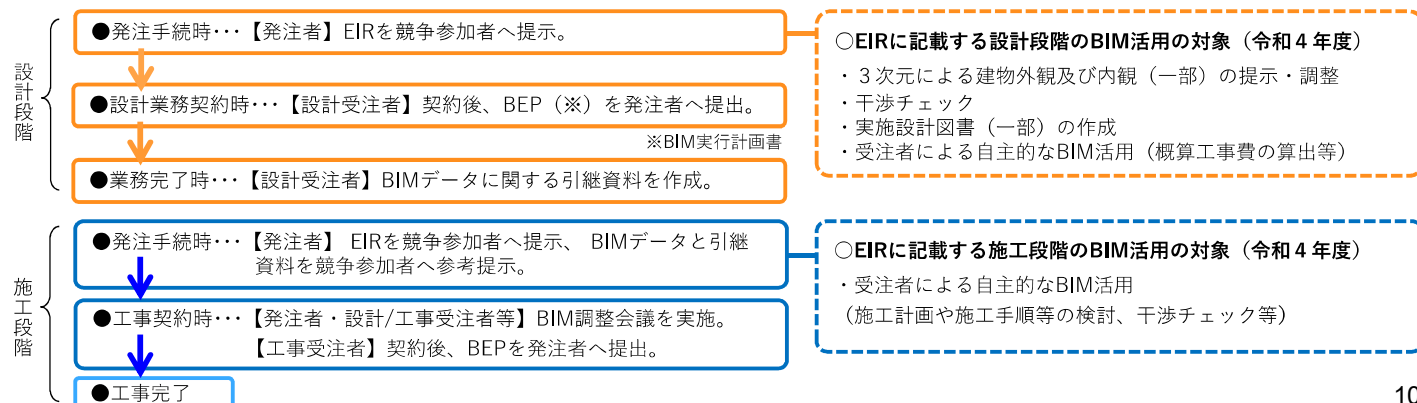 設計段階
●発注手続時･･･【発注者】EIRを競争参加者へ提示。
●設計業務契約時･･･【設計受注者】契約後、BEP（※）を発注者へ提出。
※BIM実行計画書
●業務完了時･･･【設計受注者】BIMデータに関する引継資料を作成。
○EIRに記載する設計段階のBIM活用の対象（令和４年度）
・３次元による建物外観及び内観（一部）の提示・調整
・干渉チェック
・実施設計図書（一部）の作成
・受注者による自主的なBIM活用（概算工事費の算出等）
施工段階
●発注手続時･･･【発注者】 EIRを競争参加者へ提示、 BIMデータと引継
資料を競争参加者へ参考提示。
●工事契約時･･･【発注者・設計/工事受注者等】BIM調整会議を実施。
【工事受注者】契約後、BEPを発注者へ提出。
●工事完了
○EIRに記載する施工段階のBIM活用の対象（令和４年度）
・受注者による自主的なBIM活用
（施工計画や施工手順等の検討、干渉チェック等）
10